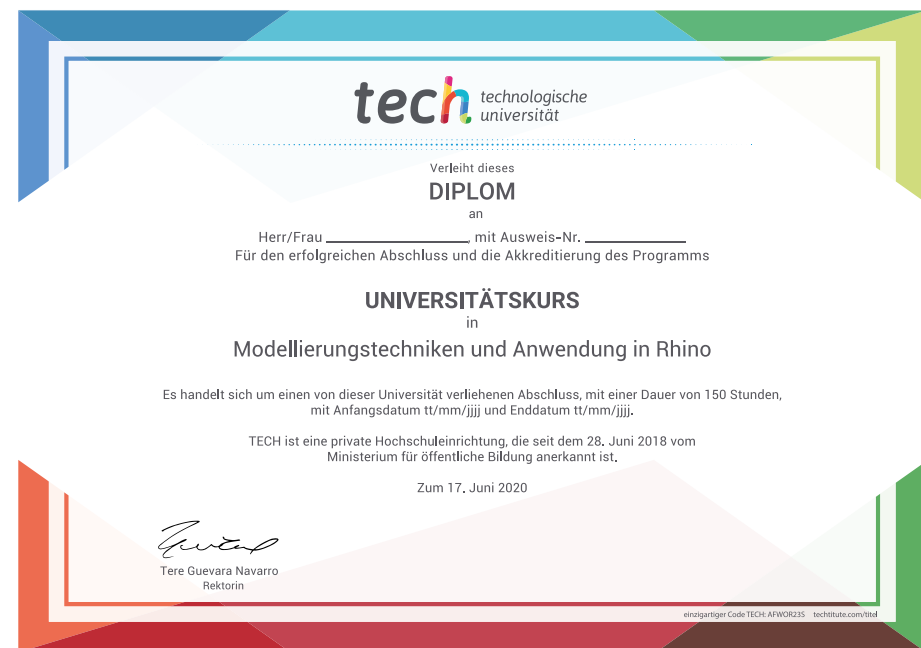 tech technologische
universität
Verleiht dieses
DIPLOM
an
Herr/Frau ____________________, mit Ausweis-Nr. ______________
Für den erfolgreichen Abschluss und die Akkreditierung des Programms
UNIVERSITÄTSKURS
in
Modellierungstechniken und Anwendung in Rhino
Es handelt sich um einen von dieser Universität verliehenen Abschluss, mit einer Dauer von 150 Stunden,
mit Anfangsdatum tt/mm/jjjj und Enddatum tt/mm/jjjj.
TECH ist eine private Hochschuleinrichtung, die seit dem 28. Juni 2018 vom
Ministerium für öffentliche Bildung anerkannt ist.
Zum 17. Juni 2020
Tere Guevara Navarro
Rektorin
einzigartiger Code TECH: AFWOR23S techtitute.com/titel